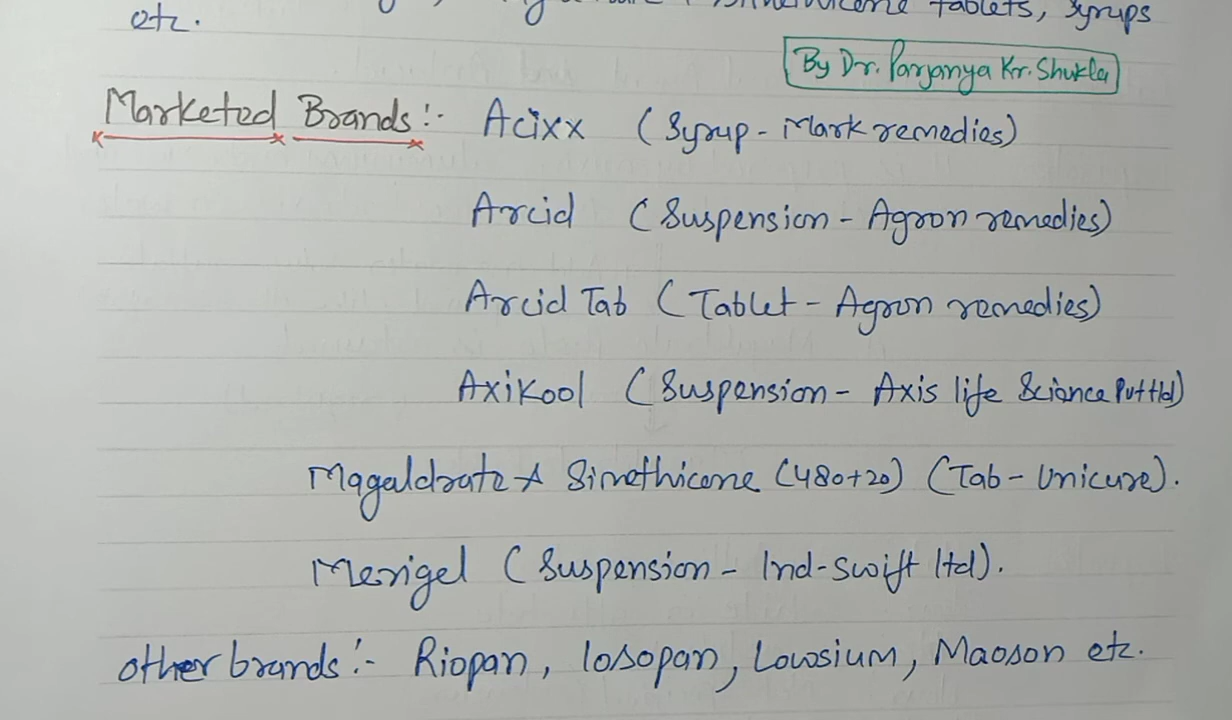 tablets, syrups
etc.
By Dr. Parjanya Kr. Shukla
Marketed Brands:- Acixx (Syrup - Mark remedies)
Arcid (Suspension - Agron remedies)
Arcid Tab (Tablet - Agron remedies)
Axikool (Suspension - Axis life Science Pvt ltd)
Magaldrate + Simethicone (480+20) (Tab - Unicure).
Merigel (Suspension - Ind-swift ltd).
other brands:- Riopan, losopan, Lowsium, Maoson etc.